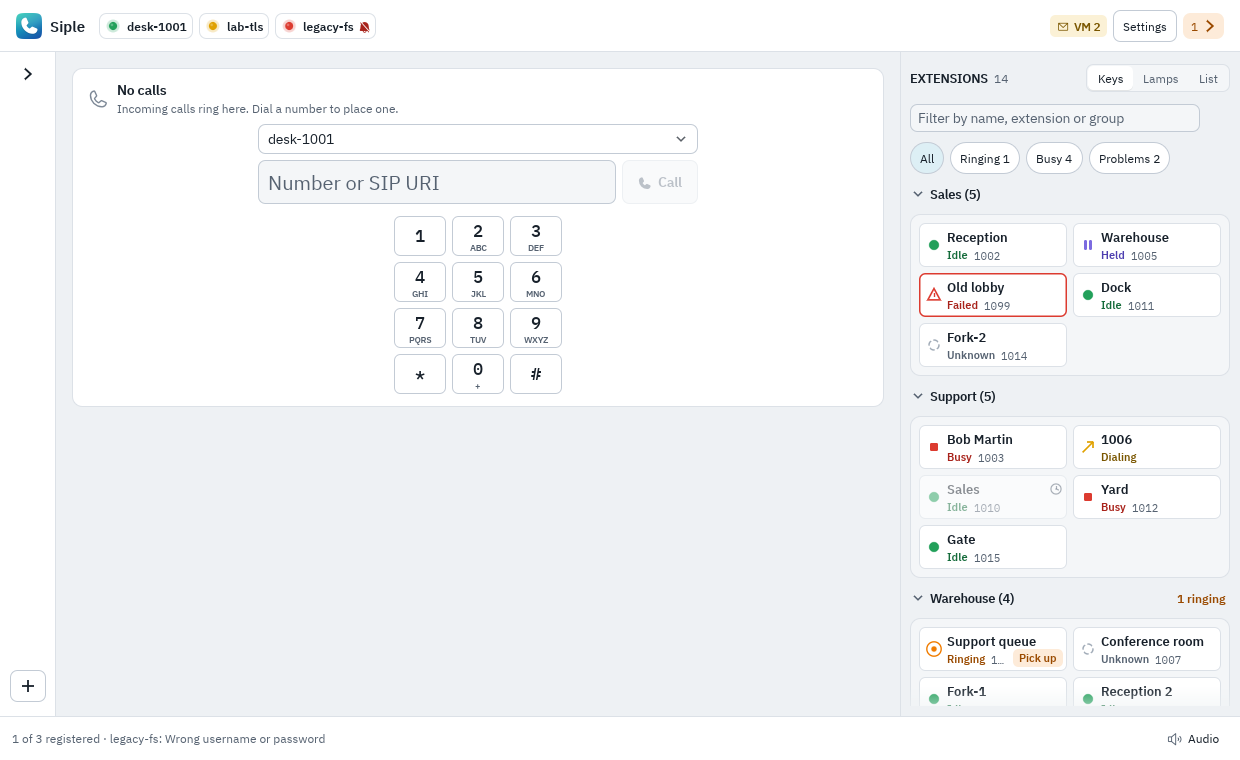 Siple
desk-1001
lab-tls
legacy-fs
VM 2
Settings
1
No calls
Incoming calls ring here. Dial a number to place one.
desk-1001
Number or SIP URI
Call
1
2
ABC
3
DEF
4
GHI
5
JKL
6
MNO
7
PQRS
8
TUV
9
WXYZ
*
0
+
#
EXTENSIONS 14
Keys
Lamps
List
Filter by name, extension or group
All
Ringing 1
Busy 4
Problems 2
Sales (5)
Reception
Idle 1002
Warehouse
Held 1005
Old lobby
Failed 1099
Dock
Idle 1011
Fork-2
Unknown 1014
Support (5)
Bob Martin
Busy 1003
1006
Dialing
Sales
Idle 1010
Yard
Busy 1012
Gate
Idle 1015
Warehouse (4)
1 ringing
Support queue
Ringing 1…
Pick up
Conference room
Unknown 1007
Fork-1
Reception 2
1 of 3 registered · legacy-fs: Wrong username or password
Audio